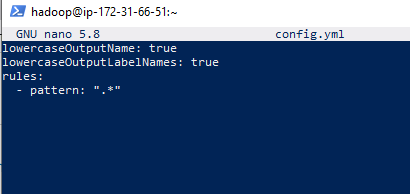 hadoop@ip-172-31-66-51:~
GNU nano 5.8 config.yml
lowercaseOutputName: true
lowercaseOutputLabelNames: true
rules:
  - pattern: ".*"